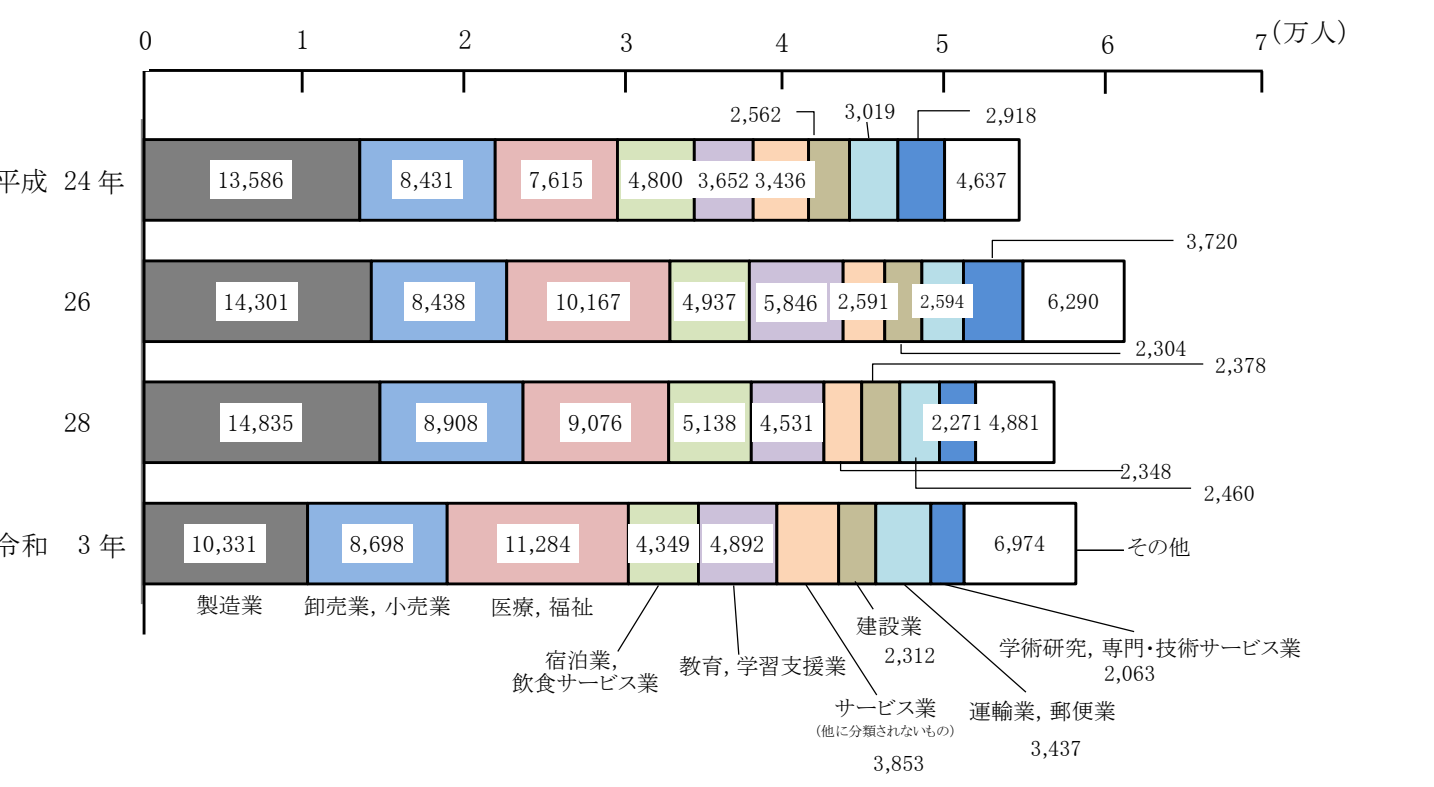 0 1 2 3 4 5 6 7 (万人)
2,562 3,019 2,918
平成 24 年 13,586 8,431 7,615 4,800 3,652 3,436 4,637
3,720
26 14,301 8,438 10,167 4,937 5,846 2,591 2,594 6,290
2,304
2,378
28 14,835 8,908 9,076 5,138 4,531 2,271 4,881
2,348
2,460
令和 3 年 10,331 8,698 11,284 4,349 4,892 6,974 その他
製造業 卸売業, 小売業 医療, 福祉
宿泊業,
飲食サービス業
教育, 学習支援業
建設業
2,312
学術研究, 専門・技術サービス業
2,063
サービス業
(他に分類されないもの)
3,853
運輸業, 郵便業
3,437